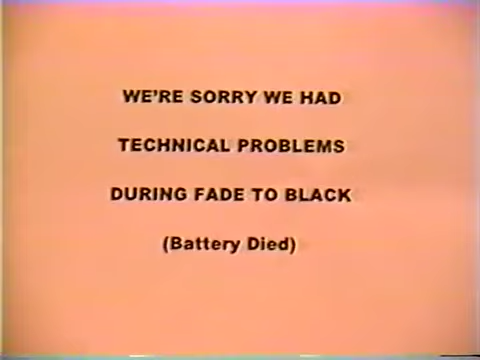 WE'RE SORRY WE HAD
TECHNICAL PROBLEMS
DURING FADE TO BLACK
(Battery Died)